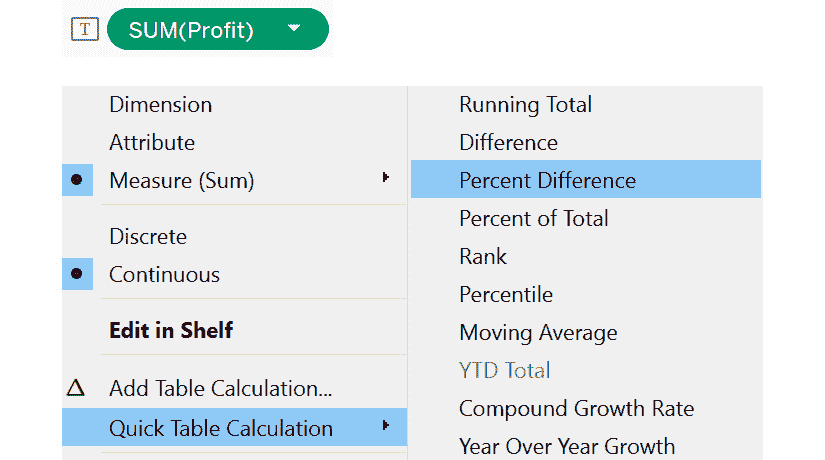 T SUM(Profit)
Dimension
Attribute
Measure (Sum)
Discrete
Continuous
Edit in Shelf
Add Table Calculation...
Quick Table Calculation
Running Total
Difference
Percent Difference
Percent of Total
Rank
Percentile
Moving Average
YTD Total
Compound Growth Rate
Year Over Year Growth